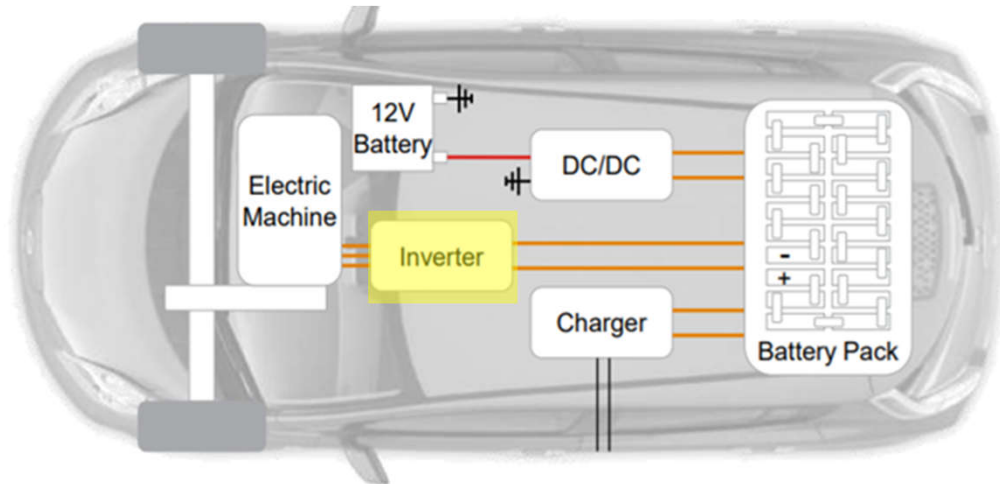 12V
Battery
Electric
Machine
DC/DC
Inverter
-
+
Charger
Battery Pack